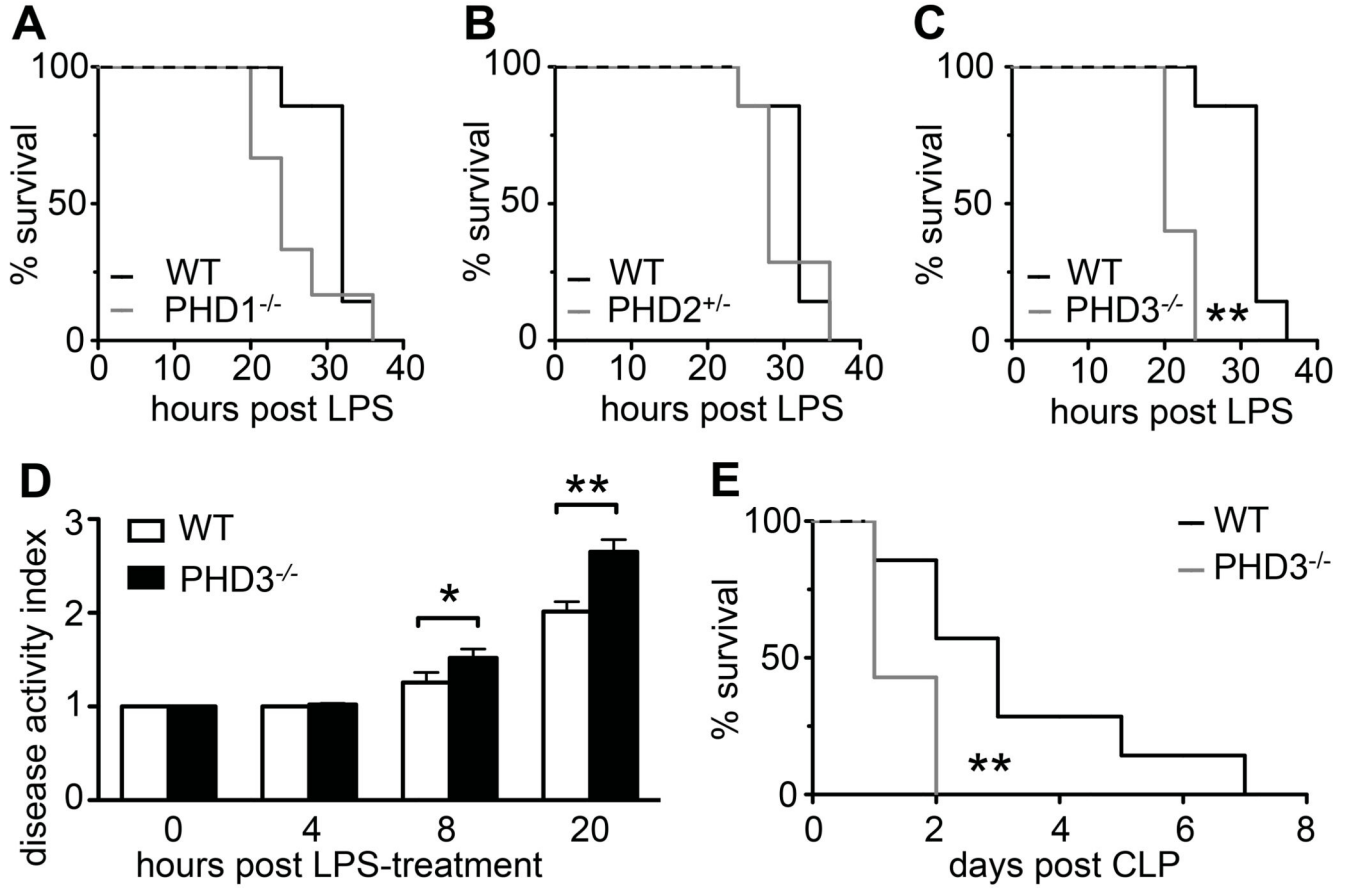 A
% survival
100
50
0
WT
PHD1-/-
0 10 20 30 40
hours post LPS
B
% survival
100
50
0
WT
PHD2+/-
0 10 20 30 40
hours post LPS
C
% survival
100
50
0
WT
PHD3-/-
**
0 10 20 30 40
hours post LPS
D
disease activity index
3
2
1
0
WT
PHD3-/-
*
**
0 4 8 20
hours post LPS-treatment
E
% survival
100
50
0
WT
PHD3-/-
**
0 2 4 6 8
days post CLP